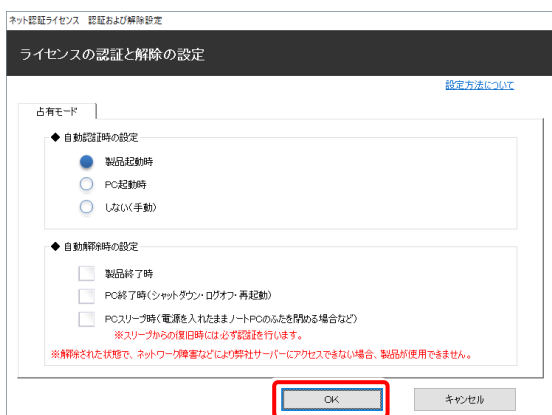 ネット認証ライセンス 認証および解除設定
ライセンスの認証と解除の設定
設定方法について
占有モード
◆ 自動認証時の設定
製品起動時
PC起動時
しない(手動)
◆ 自動解除時の設定
製品終了時
PC終了時(シャットダウン・ログオフ・再起動)
PCスリープ時(電源を入れたままノートPCのふたを閉める場合など)
※スリープからの復旧時には必ず認証を行います。
※解除された状態で、ネットワーク障害などにより弊社サーバーにアクセスできない場合、製品が使用できません。
OK
キャンセル